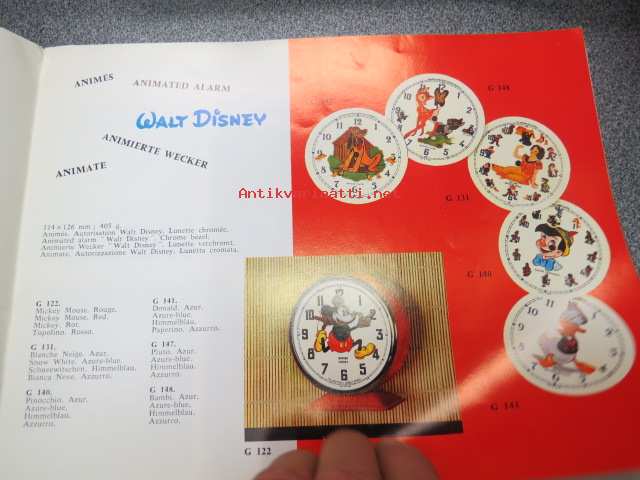 ANIMÉS
ANIMATED ALARM
WALT DISNEY
ANIMIERTE WECKER
ANIMATE
114 × 126 mm ; 405 g.
Animés. Autorisation Walt Disney. Lunette chromée.
Animated alarm "Walt Disney". Chrome bezel.
Animierte Wecker "Walt Disney". Lunette verchromt.
Animate. Autorizzazione Walt Disney. Lunetta cromata.
G 122.
Mickey Mouse, Rouge.
Mickey Mouse, Red.
Mickey, Rot.
Topolino, Rosso.
G 131.
Blanche Neige, Azur.
Snow White, Azure-blue.
Schneewittchen, Himmelblau.
Bianca Neve, Azzurro.
G 140.
Pinocchio, Azur.
Azure-blue,
Himmelblau,
Azzurro.
G 141.
Donald, Azur.
Azure-blue,
Himmelblau.
Paperino, Azzurro.
G 147.
Pluto, Azur.
Azure-blue,
Himmelblau,
Azzurro.
G 148.
Bambi, Azur.
Azure-blue,
Himmelblau,
Azzurro.
G 148
G 131
G 140
G 141
G 122
Antikvariaatti.net